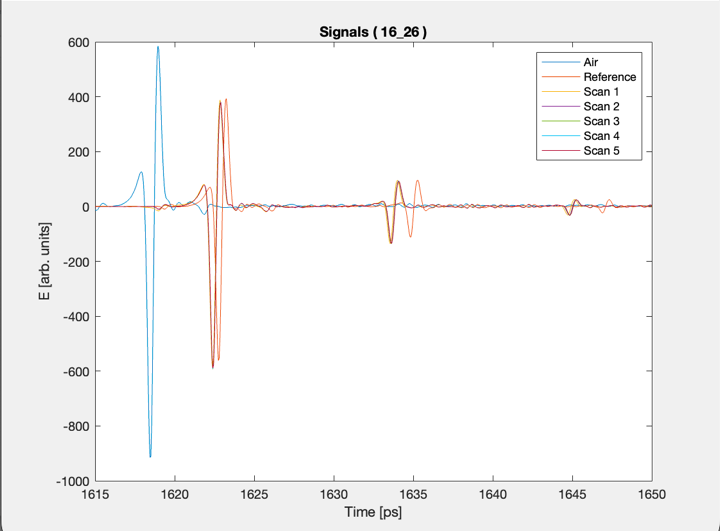 Signals ( 16_26 )
600
400
200
0
-200
-400
-600
-800
-1000
E [arb. units]
1615
1620
1625
1630
1635
1640
1645
1650
Time [ps]
Air
Reference
Scan 1
Scan 2
Scan 3
Scan 4
Scan 5